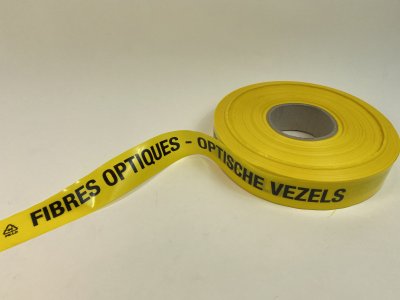 FIBRES OPTIQUES - OPTISCHE VEZELS